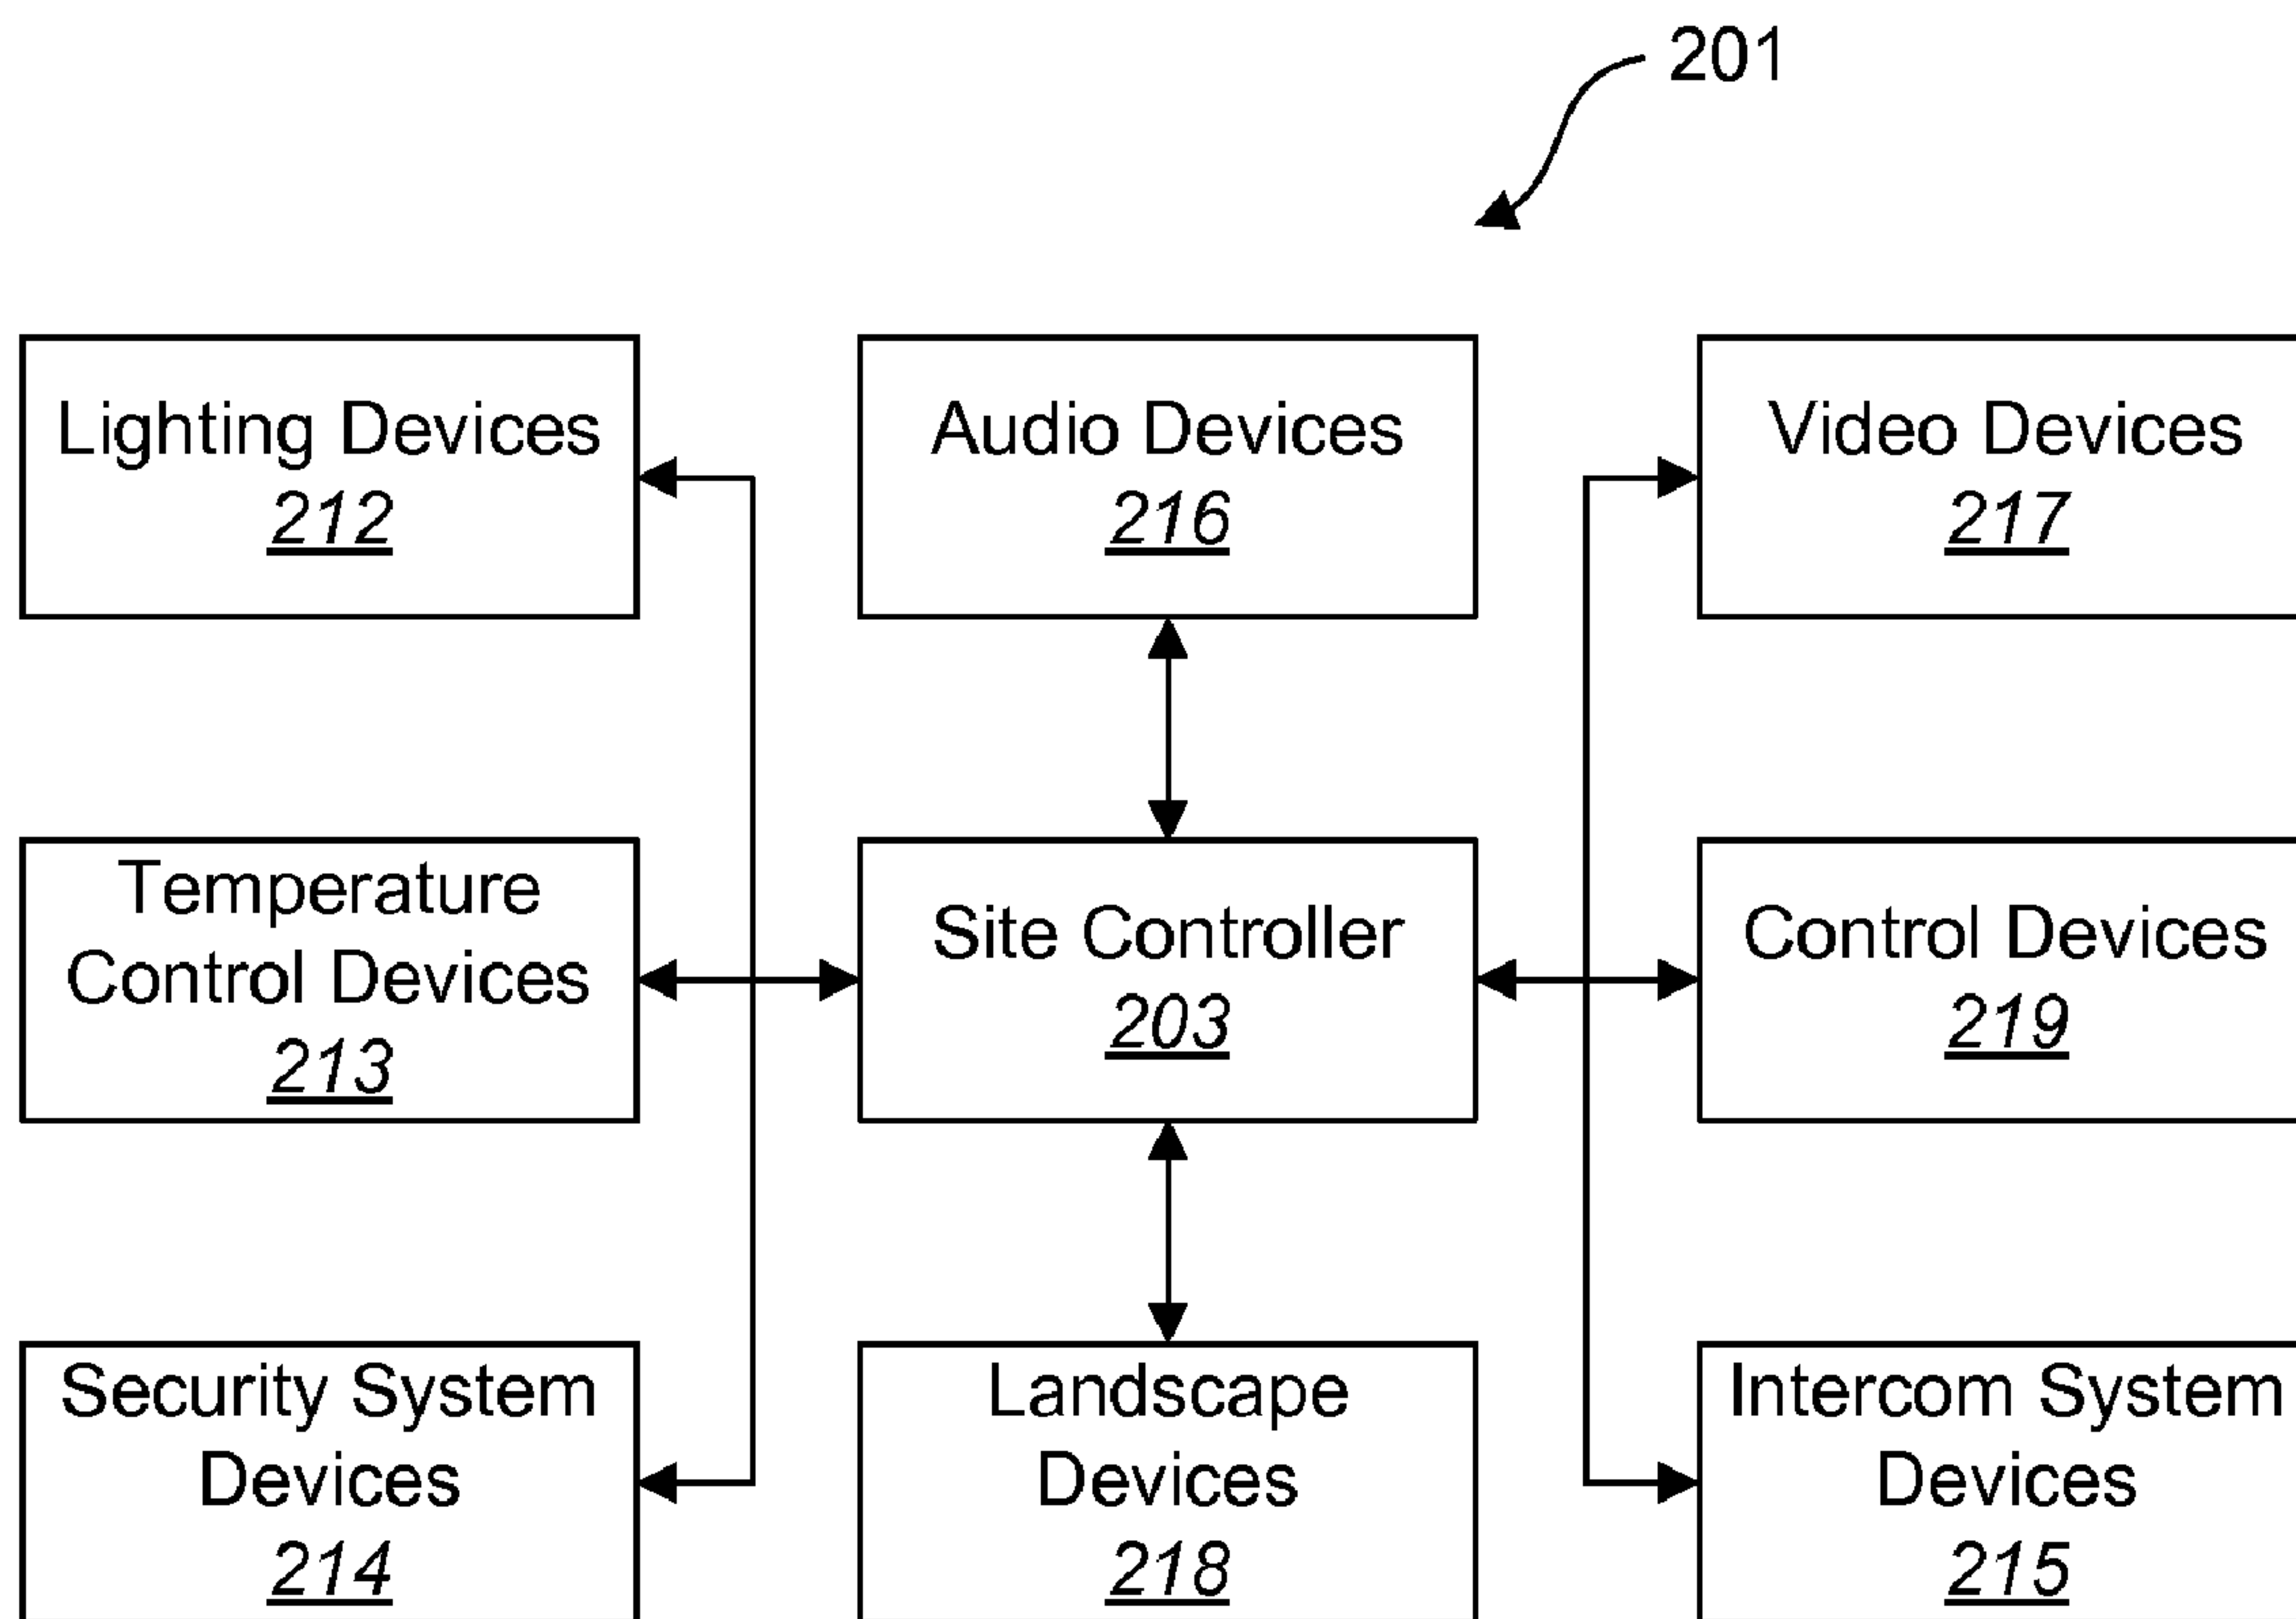 201
Lighting Devices
212
Audio Devices
216
Video Devices
217
Temperature
Control Devices
213
Site Controller
203
Control Devices
219
Security System
Devices
214
Landscape
Devices
218
Intercom System
Devices
215